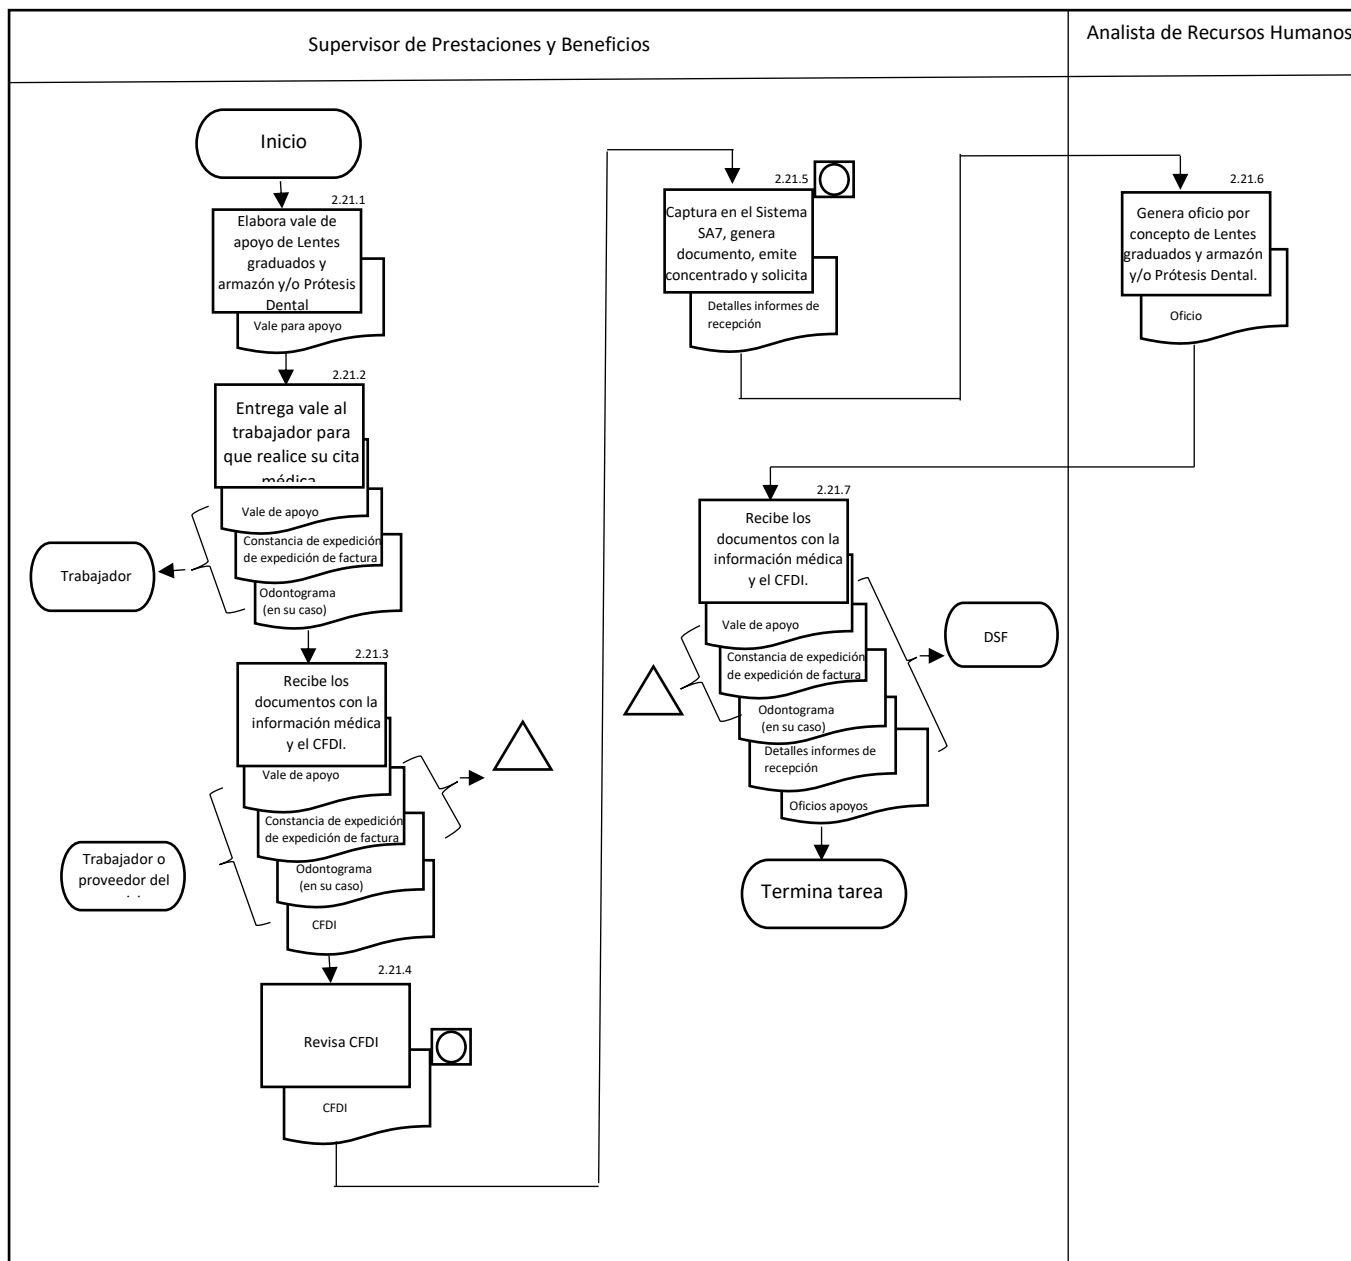 Supervisor de Prestaciones y Beneficios
Analista de Recursos Humanos
Inicio
2.21.1
Elabora vale de
apoyo de Lentes
graduados y
armazón y/o Prótesis
Dental
Vale para apoyo
2.21.2
Entrega vale al
trabajador para
que realice su cita
médica
Vale de apoyo
Constancia de expedición
de expedición de factura
Odontograma
(en su caso)
Trabajador
2.21.3
Recibe los
documentos con la
información médica
y el CFDI.
Vale de apoyo
Constancia de expedición
de expedición de factura
Odontograma
(en su caso)
CFDI
Trabajador o
proveedor del
2.21.4
Revisa CFDI
CFDI
2.21.5
Captura en el Sistema
SA7, genera
documento, emite
concentrado y solicita
Detalles informes de
recepción
2.21.6
Genera oficio por
concepto de Lentes
graduados y armazón
y/o Prótesis Dental.
Oficio
2.21.7
Recibe los
documentos con la
información médica
y el CFDI.
Vale de apoyo
Constancia de expedición
de expedición de factura
Odontograma
(en su caso)
Detalles informes de
recepción
Oficios apoyos
DSF
Termina tarea